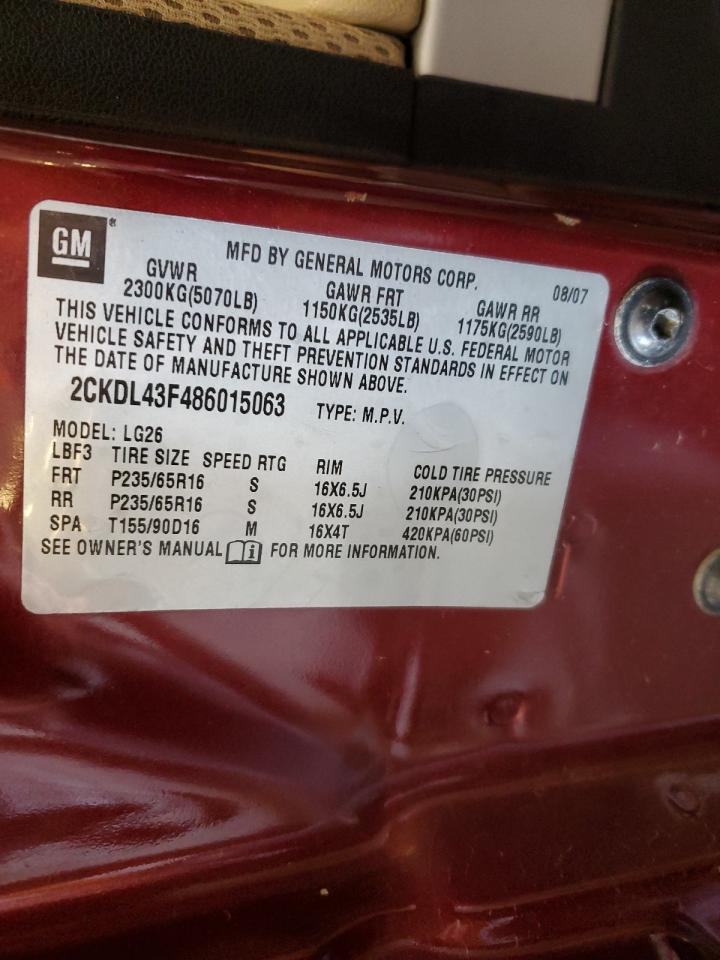 GM
MFD BY GENERAL MOTORS CORP. 08/07
GVWR GAWR FRT GAWR RR
2300KG(5070LB) 1150KG(2535LB) 1175KG(2590LB)
THIS VEHICLE CONFORMS TO ALL APPLICABLE U.S. FEDERAL MOTOR
VEHICLE SAFETY AND THEFT PREVENTION STANDARDS IN EFFECT ON
THE DATE OF MANUFACTURE SHOWN ABOVE.
2CKDL43F486015063 TYPE: M.P.V.
MODEL: LG26
LBF3 TIRE SIZE SPEED RTG RIM COLD TIRE PRESSURE
FRT P235/65R16 S 16X6.5J 210KPA(30PSI)
RR P235/65R16 S 16X6.5J 210KPA(30PSI)
SPA T155/90D16 M 16X4T 420KPA(60PSI)
SEE OWNER'S MANUAL i FOR MORE INFORMATION.